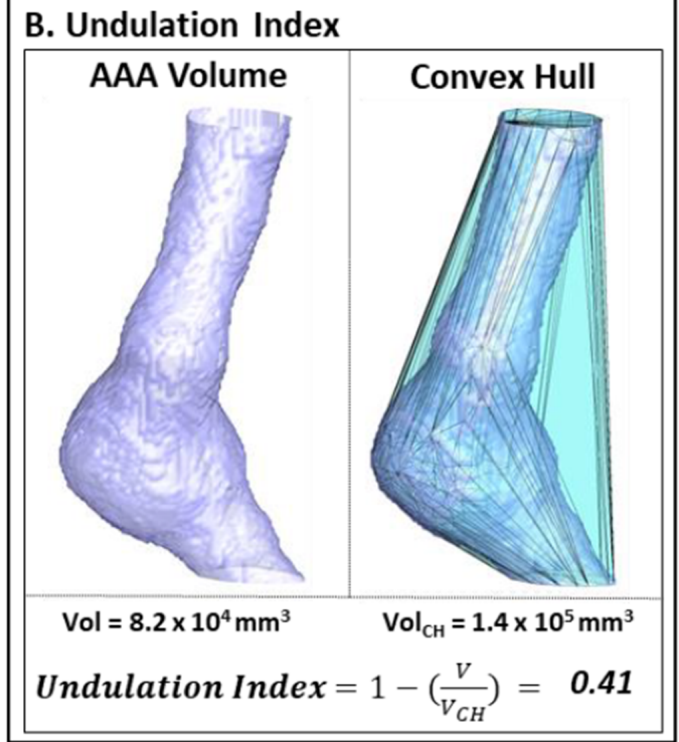 B. Undulation Index
AAA Volume
Convex Hull
Vol = 8.2 x 10⁴ mm³
Vol_CH = 1.4 x 10⁵ mm³
Undulation Index = 1 − (V/V_CH) = 0.41